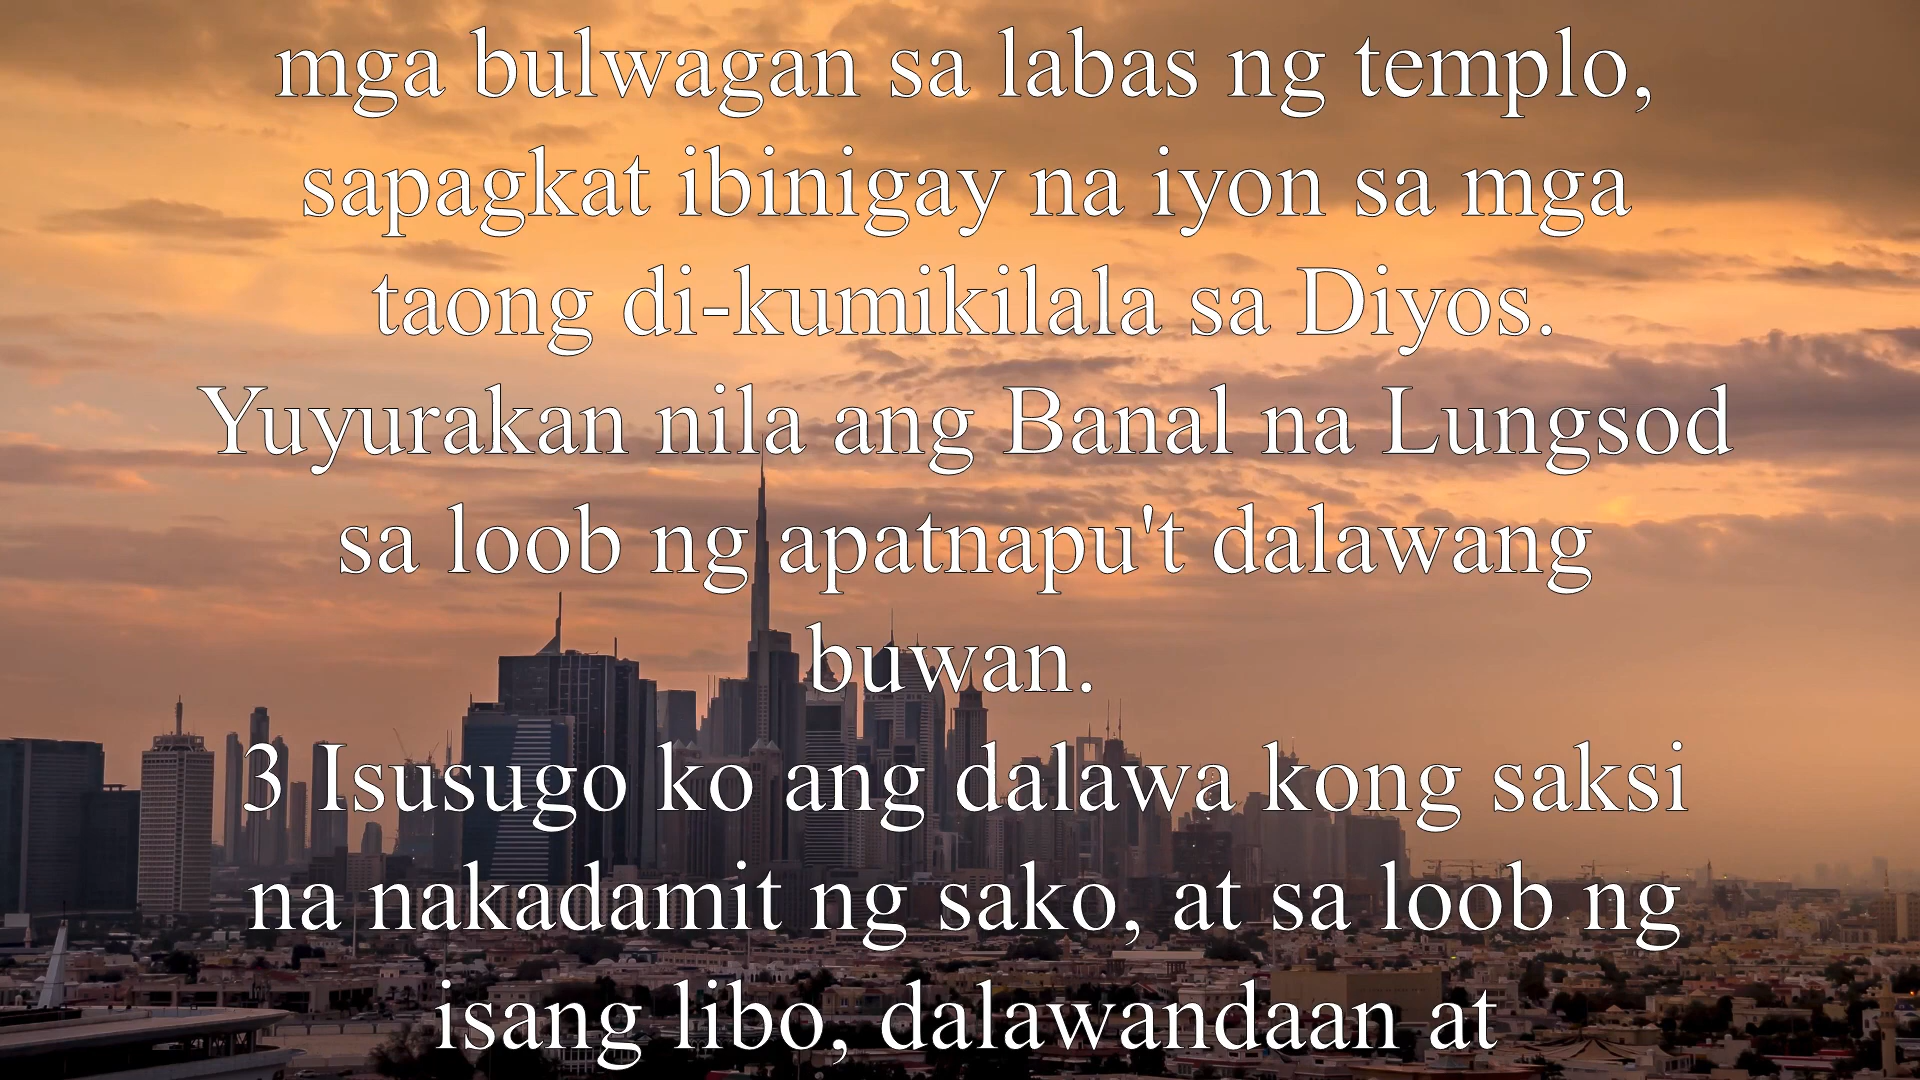 mga bulwagan sa labas ng templo,
sapagkat ibinigay na iyon sa mga
taong di-kumikilala sa Diyos.
Yuyurakan nila ang Banal na Lungsod
sa loob ng apatnapu't dalawang
buwan.
3 Isusugo ko ang dalawa kong saksi
na nakadamit ng sako, at sa loob ng
isang libo, dalawandaan at